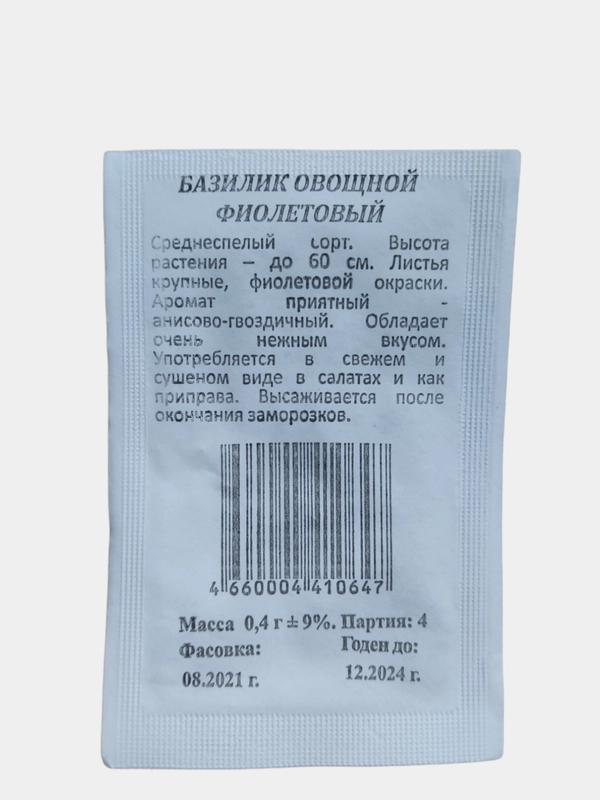 БАЗИЛИК ОВОЩНОЙ
ФИОЛЕТОВЫЙ
Среднеспелый сорт. Высота
растения – до 60 см. Листья
крупные, фиолетовой окраски.
Аромат приятный -
анисово-гвоздичный. Обладает
очень нежным вкусом.
Употребляется в свежем и
сушеном виде в салатах и как
приправа. Высаживается после
окончания заморозков.
4 660004 410647
Масса 0,4 г ± 9%. Партия: 4
Фасовка: Годен до:
08.2021 г. 12.2024 г.